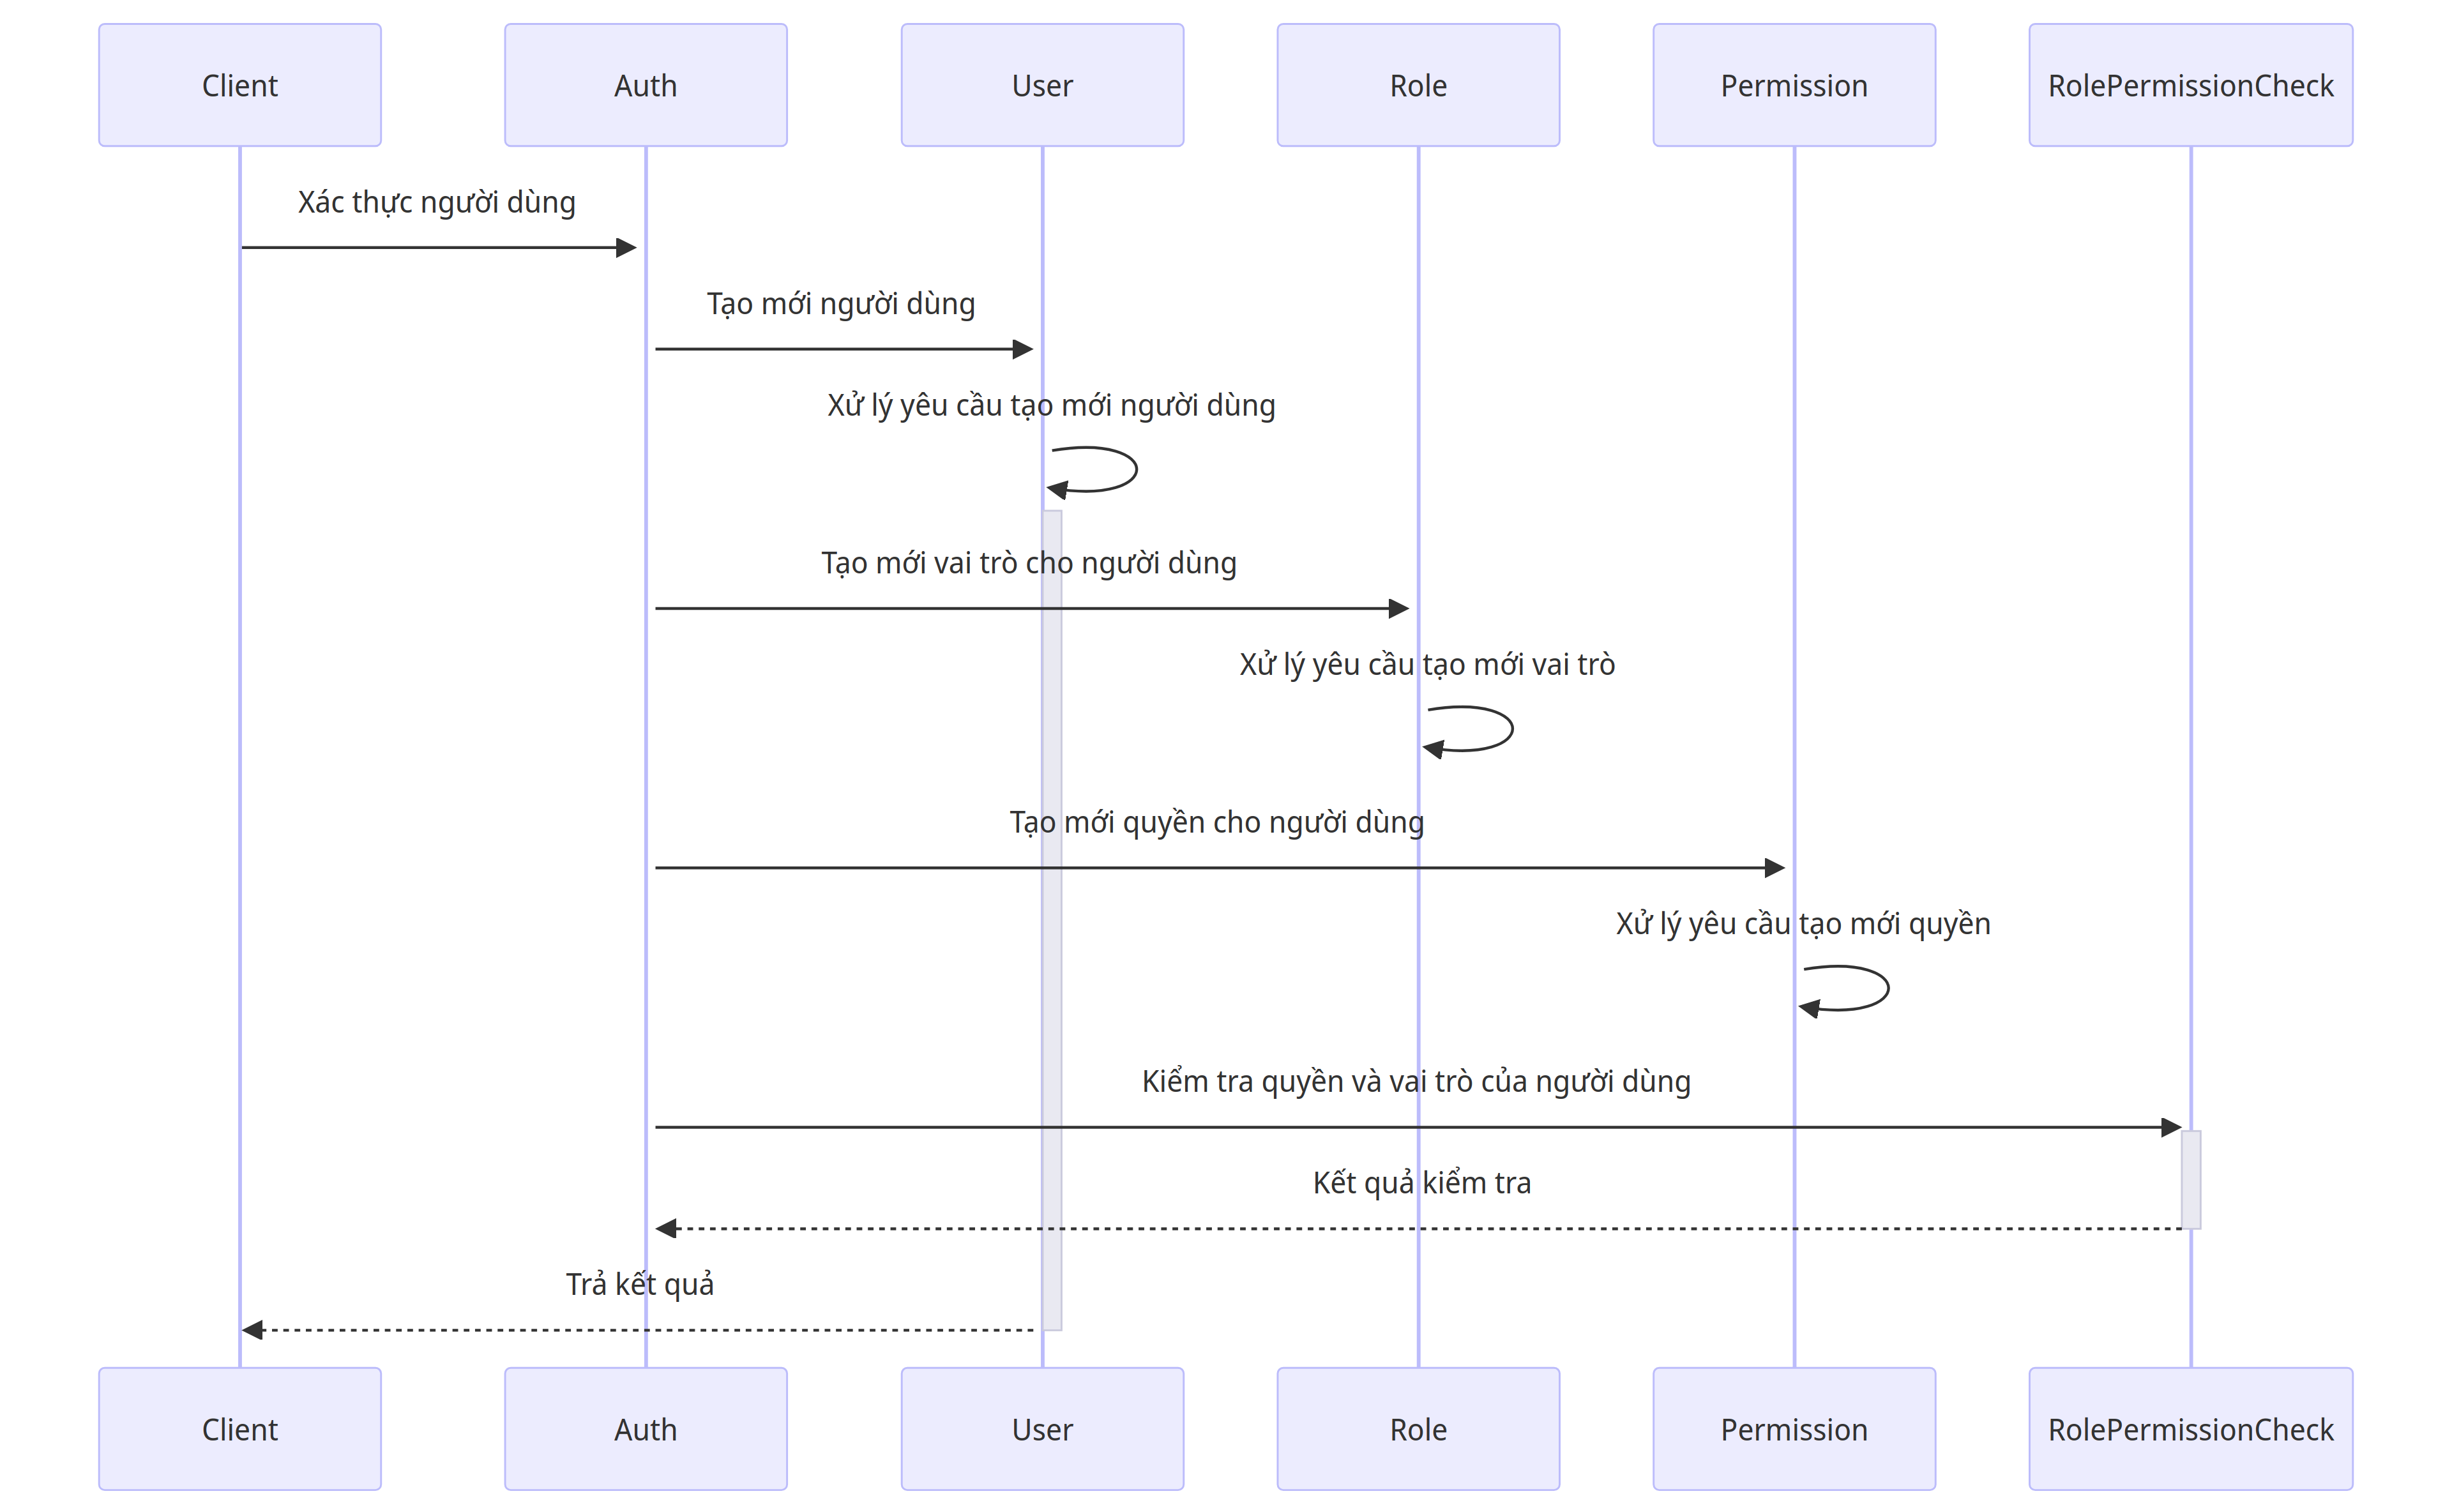 Client
Auth
User
Role
Permission
RolePermissionCheck
Xác thực người dùng
Tạo mới người dùng
Xử lý yêu cầu tạo mới người dùng
Tạo mới vai trò cho người dùng
Xử lý yêu cầu tạo mới vai trò
Tạo mới quyền cho người dùng
Xử lý yêu cầu tạo mới quyền
Kiểm tra quyền và vai trò của người dùng
Kết quả kiểm tra
Trả kết quả
Client
Auth
User
Role
Permission
RolePermissionCheck